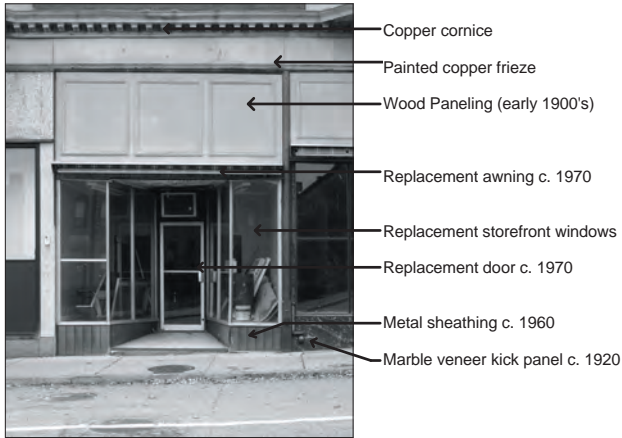 Copper cornice
Painted copper frieze
Wood Paneling (early 1900's)
Replacement awning c. 1970
Replacement storefront windows
Replacement door c. 1970
Metal sheathing c. 1960
Marble veneer kick panel c. 1920